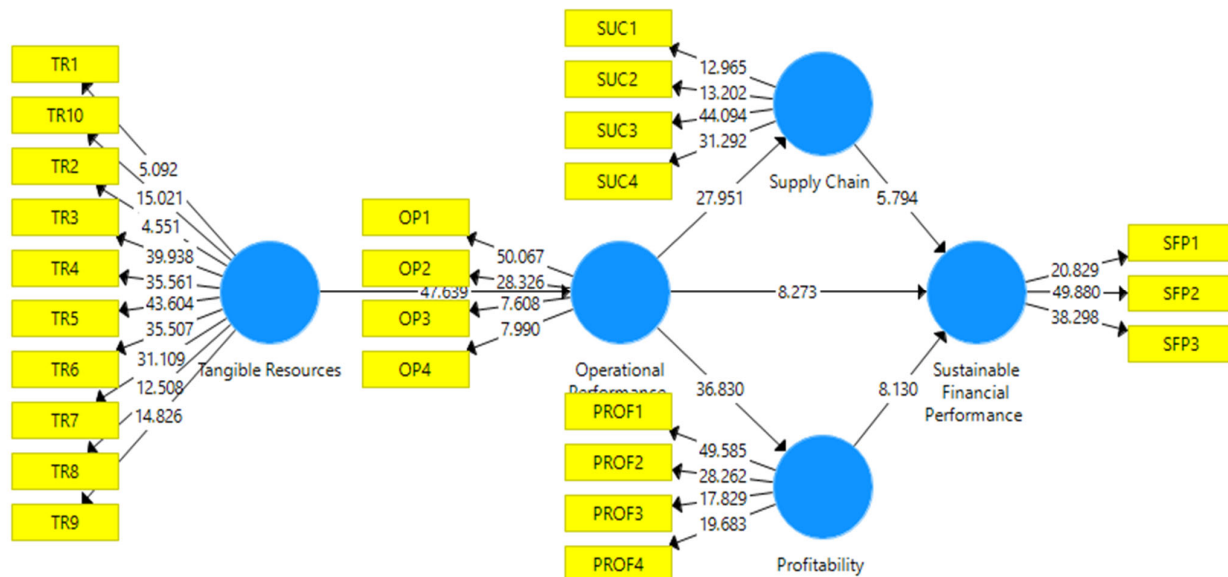 TR1
TR10
TR2
TR3
TR4
TR5
TR6
TR7
TR8
TR9
5.092
15.021
4.551
39.938
35.561
43.604
35.507
31.109
12.508
14.826
Tangible Resources
47.639
OP1
OP2
OP3
OP4
50.067
28.326
7.608
7.990
Operational
Performance
SUC1
SUC2
SUC3
SUC4
12.965
13.202
44.094
31.292
Supply Chain
27.951
5.794
8.273
36.830
8.130
PROF1
PROF2
PROF3
PROF4
49.585
28.262
17.829
19.683
Profitability
Sustainable
Financial
Performance
20.829
49.880
38.298
SFP1
SFP2
SFP3